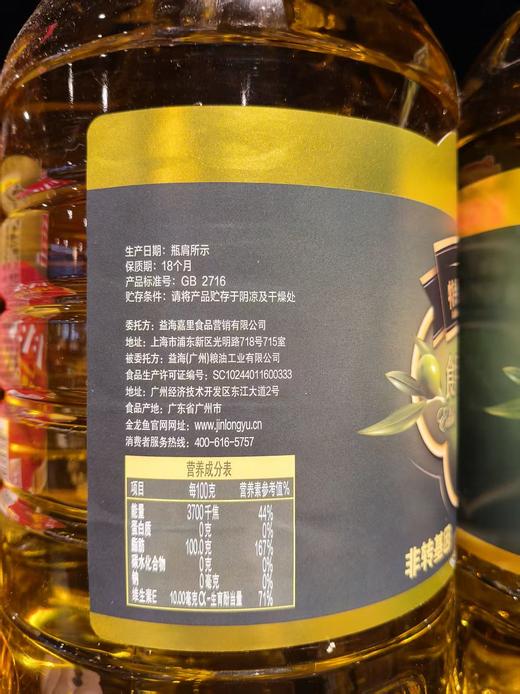 生产日期：瓶肩所示
保质期：18个月
产品标准号：GB 2716
贮存条件：请将产品贮存于阴凉及干燥处
委托方：益海嘉里食品营销有限公司
地址：上海市浦东新区光明路718号715室
被委托方：益海(广州)粮油工业有限公司
食品生产许可证编号：SC10244011600333
地址：广州经济技术开发区东江大道2号
食品产地：广东省广州市
金龙鱼官网网址：www.jinlongyu.cn
消费者服务热线：400-616-5757
营养成分表
项目 每100克 营养素参考值%
能量 3700千焦 44%
蛋白质 0克 0%
脂肪 100.0克 167%
碳水化合物 0克 0%
钠 0毫克 0%
维生素E 10.00毫克α-生育酚当量 71%
非转基因